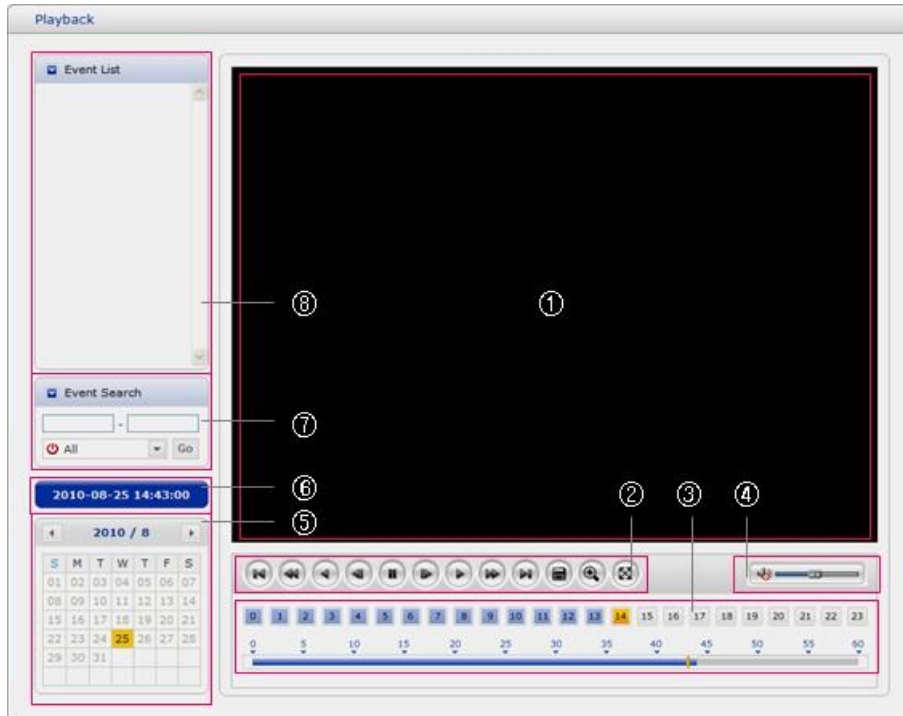 Playback
Event List
⑧
①
Event Search
-
⑦
All Go
2010-08-25 14:43:00
⑥
②
③
④
⑤
2010 / 8
S M T W T F S
01 02 03 04 05 06 07
08 09 10 11 12 13 14
15 16 17 18 19 20 21
22 23 24 25 26 27 28
29 30 31
0 1 2 3 4 5 6 7 8 9 10 11 12 13 14 15 16 17 18 19 20 21 22 23
0 5 10 15 20 25 30 35 40 45 50 55 60